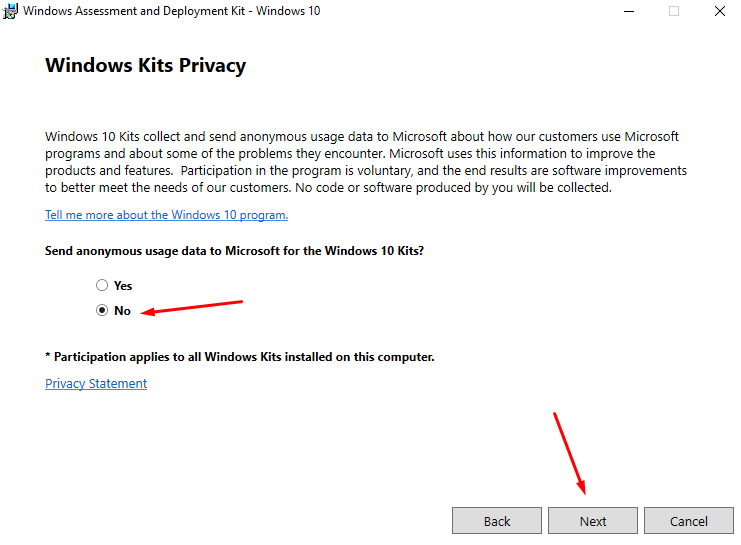 Windows Assessment and Deployment Kit - Windows 10
Windows Kits Privacy
Windows 10 Kits collect and send anonymous usage data to Microsoft about how our customers use Microsoft
programs and about some of the problems they encounter. Microsoft uses this information to improve the
products and features.  Participation in the program is voluntary, and the end results are software improvements
to better meet the needs of our customers. No code or software produced by you will be collected.
Tell me more about the Windows 10 program.
Send anonymous usage data to Microsoft for the Windows 10 Kits?
Yes
No
* Participation applies to all Windows Kits installed on this computer.
Privacy Statement
Back Next Cancel